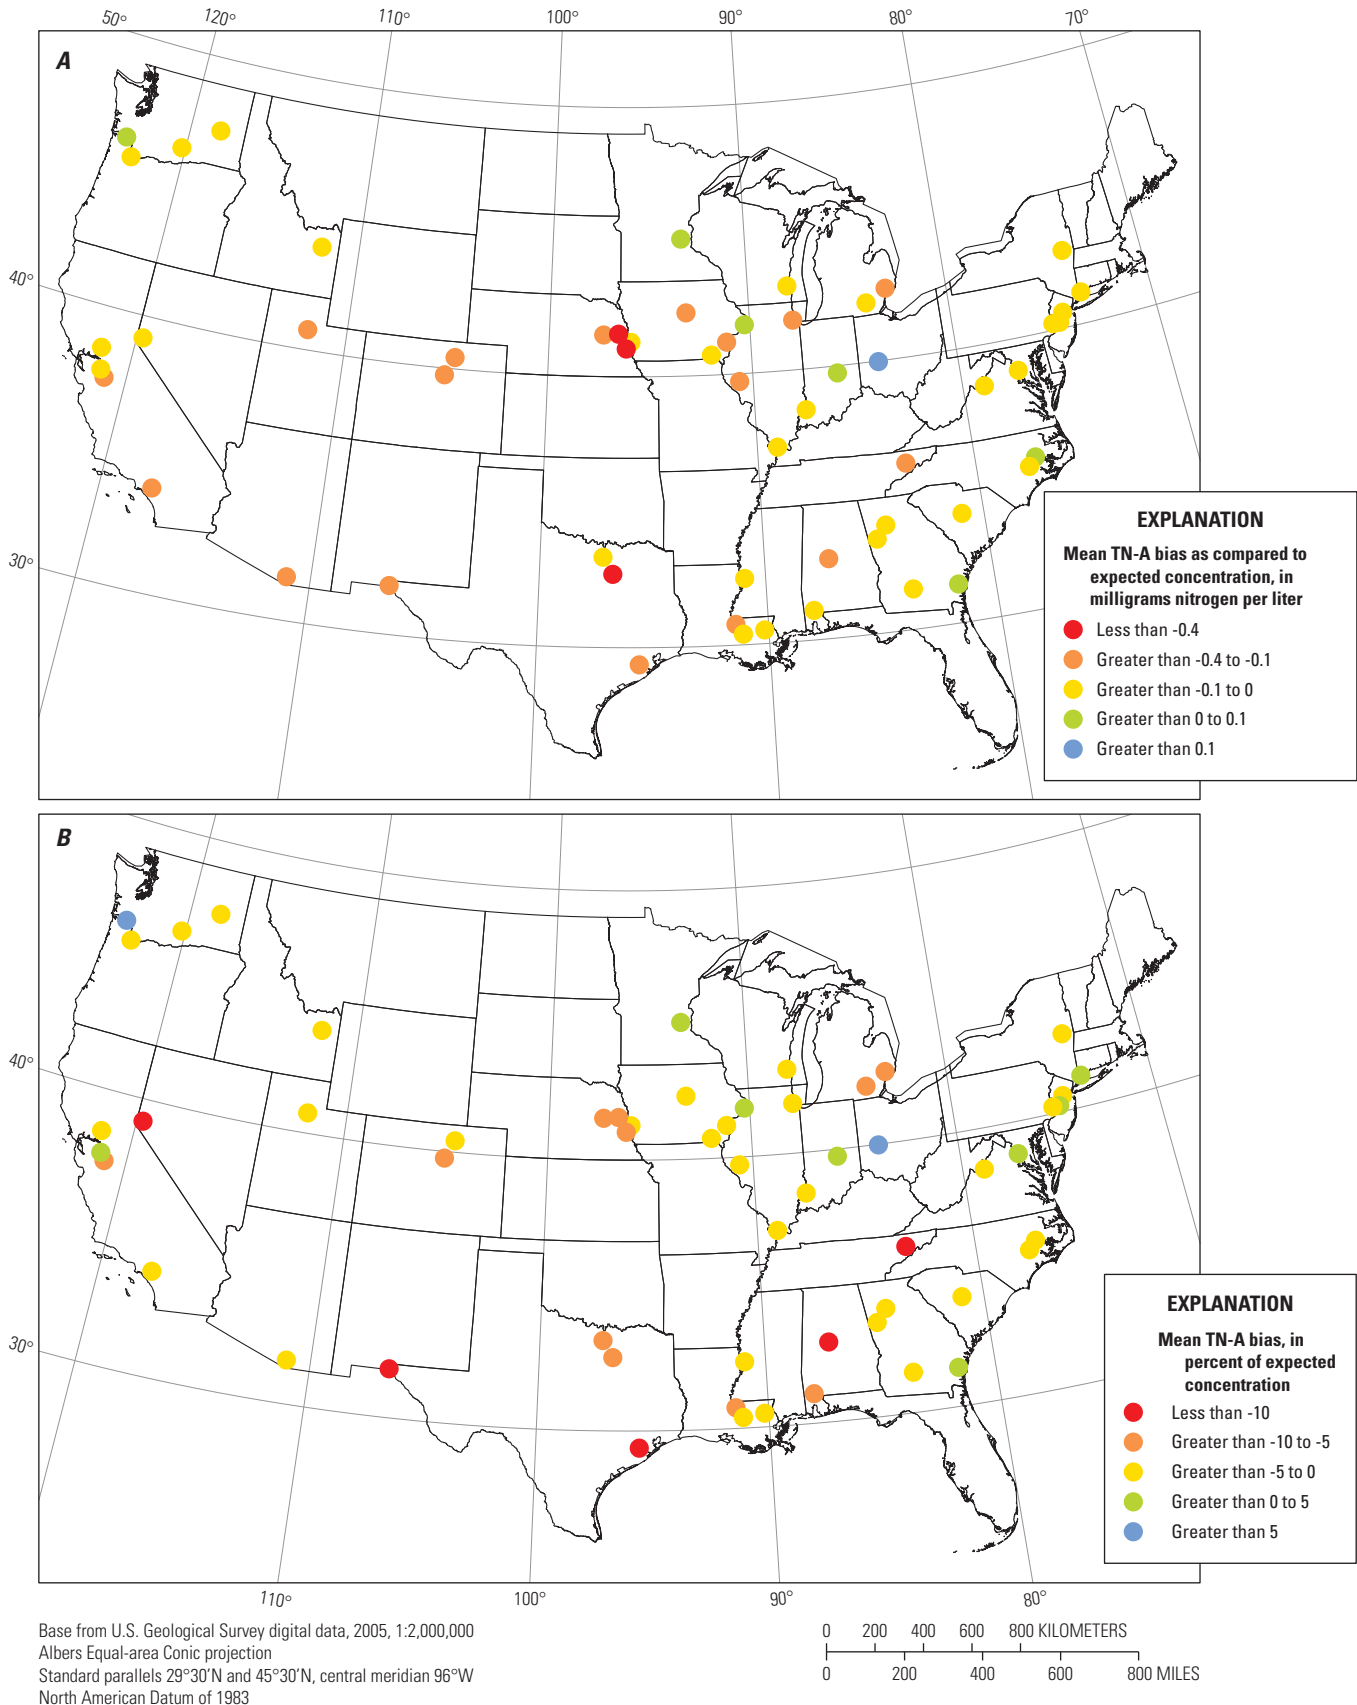 50°
120°
110°
100°
90°
80°
70°
A
40°
30°
EXPLANATION
Mean TN-A bias as compared to
expected concentration, in
milligrams nitrogen per liter
Less than -0.4
Greater than -0.4 to -0.1
Greater than -0.1 to 0
Greater than 0 to 0.1
Greater than 0.1
B
40°
30°
EXPLANATION
Mean TN-A bias, in
percent of expected
concentration
Less than -10
Greater than -10 to -5
Greater than -5 to 0
Greater than 0 to 5
Greater than 5
110°
100°
90°
80°
Base from U.S. Geological Survey digital data, 2005, 1:2,000,000
Albers Equal-area Conic projection
Standard parallels 29°30'N and 45°30'N, central meridian 96°W
North American Datum of 1983
0 200 400 600 800 KILOMETERS
0 200 400 600 800 MILES